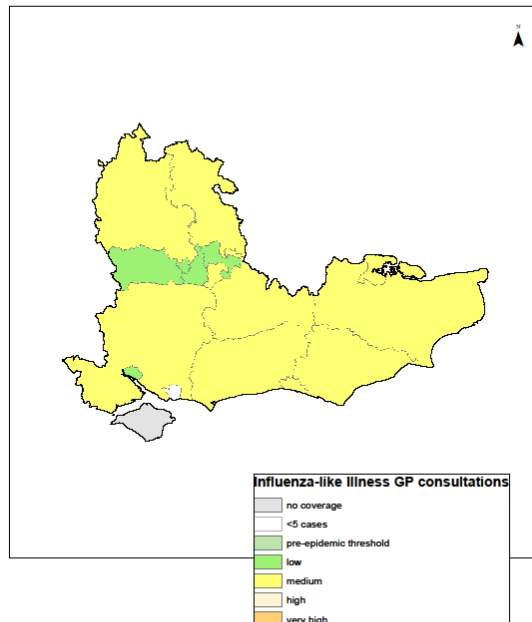 N
Influenza-like Illness GP consultations
no coverage
<5 cases
pre-epidemic threshold
low
medium
high
very high